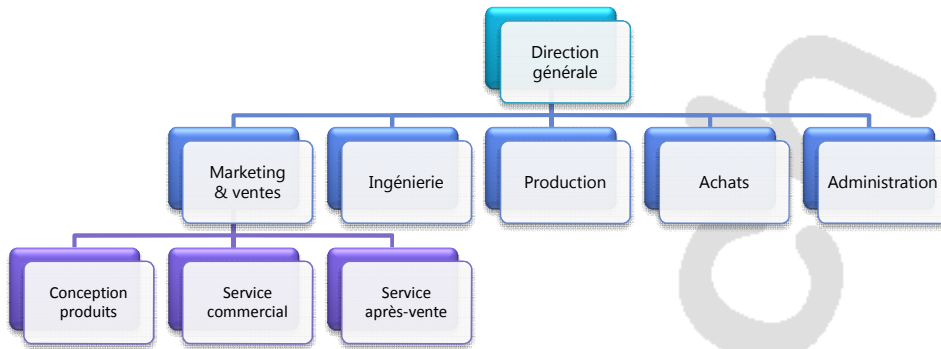 Direction
générale
Marketing
& ventes
Ingénierie
Production
Achats
Administration
Conception
produits
Service
commercial
Service
après-vente